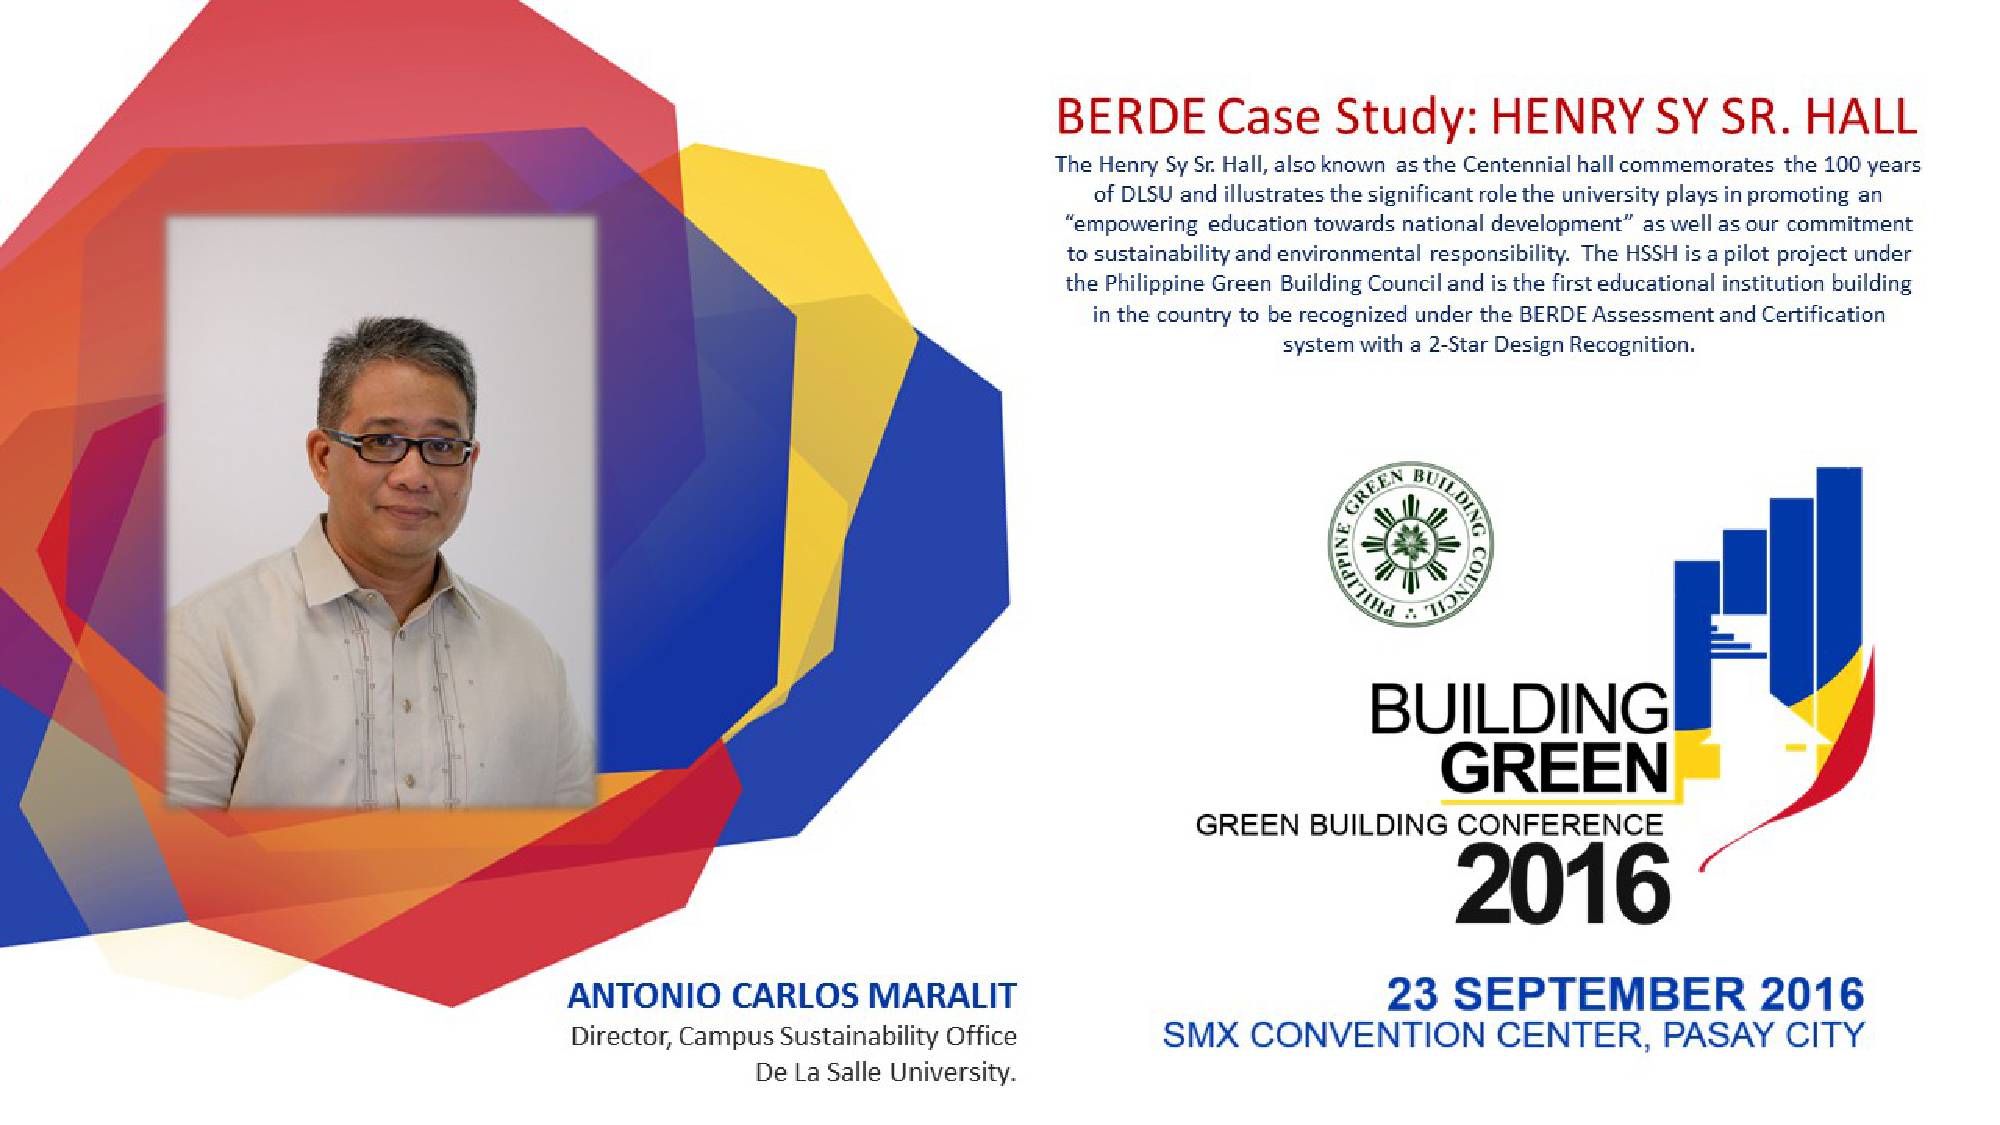 BERDE Case Study: HENRY SY SR. HALL
The Henry Sy Sr. Hall, also known as the Centennial hall commemorates the 100 years
of DLSU and illustrates the significant role the university plays in promoting an
“empowering education towards national development” as well as our commitment
to sustainability and environmental responsibility. The HSSH is a pilot project under
the Philippine Green Building Council and is the first educational institution building
in the country to be recognized under the BERDE Assessment and Certification
system with a 2-Star Design Recognition.
PHILIPPINE GREEN BUILDING COUNCIL
BUILDING
GREEN
GREEN BUILDING CONFERENCE
2016
23 SEPTEMBER 2016
SMX CONVENTION CENTER, PASAY CITY
ANTONIO CARLOS MARALIT
Director, Campus Sustainability Office
De La Salle University.